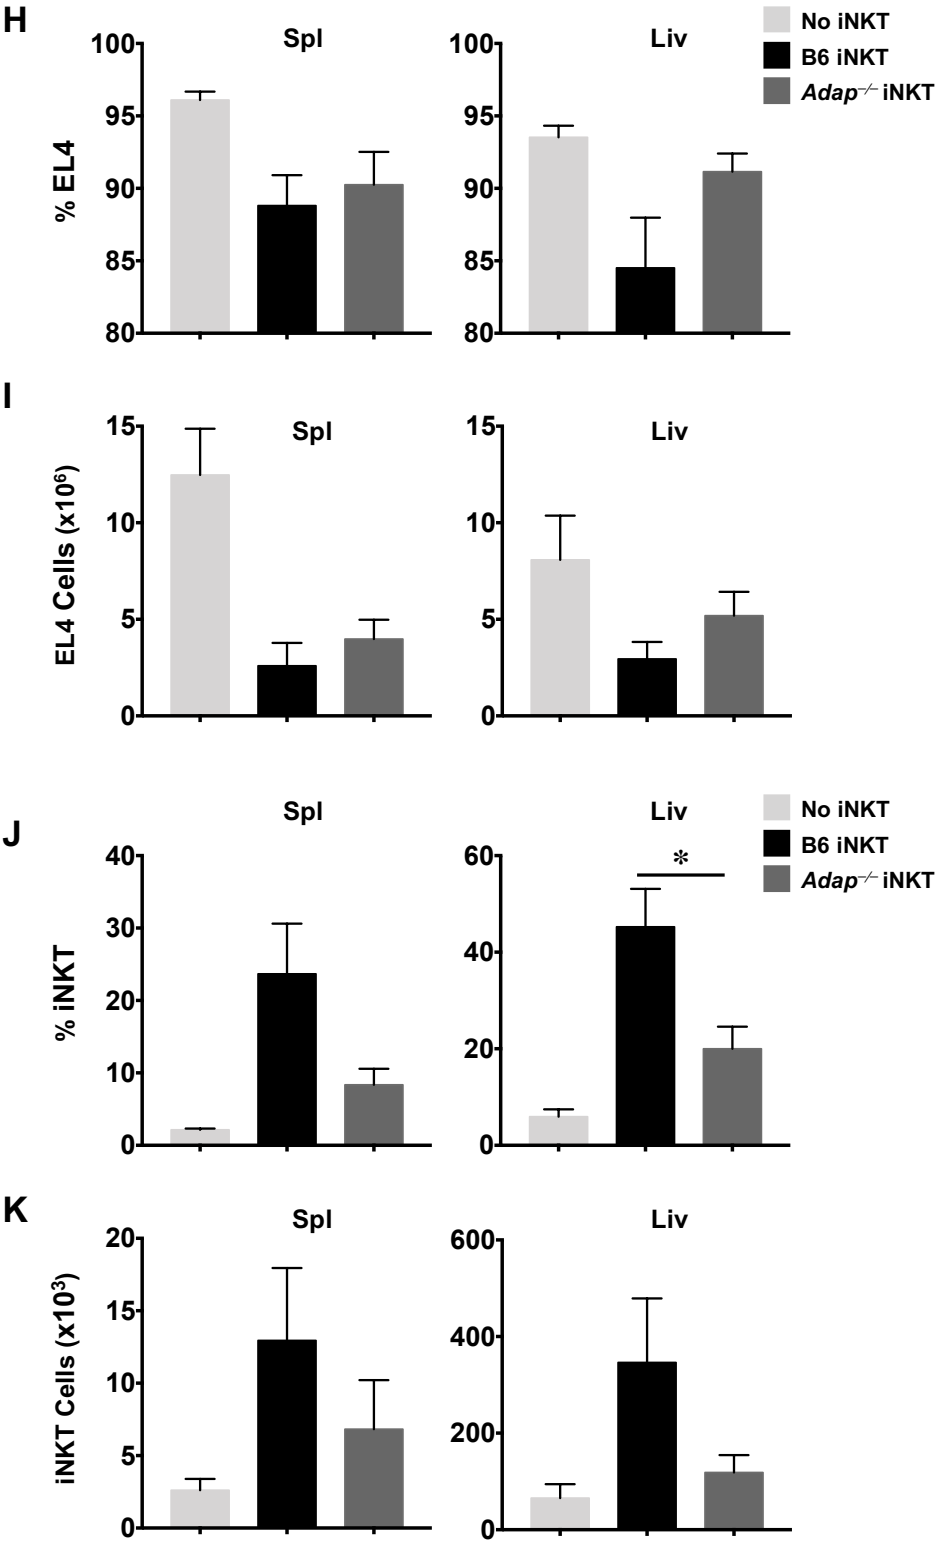 H
Spl
Liv
No iNKT
B6 iNKT
Adap–/– iNKT
% EL4
100
95
90
85
80
100
95
90
85
80
I
Spl
Liv
EL4 Cells (x10⁶)
15
10
5
0
15
10
5
0
J
Spl
Liv
No iNKT
B6 iNKT
Adap–/– iNKT
% iNKT
40
30
20
10
0
60
40
20
0
*
K
Spl
Liv
iNKT Cells (x10³)
20
15
10
5
0
600
400
200
0